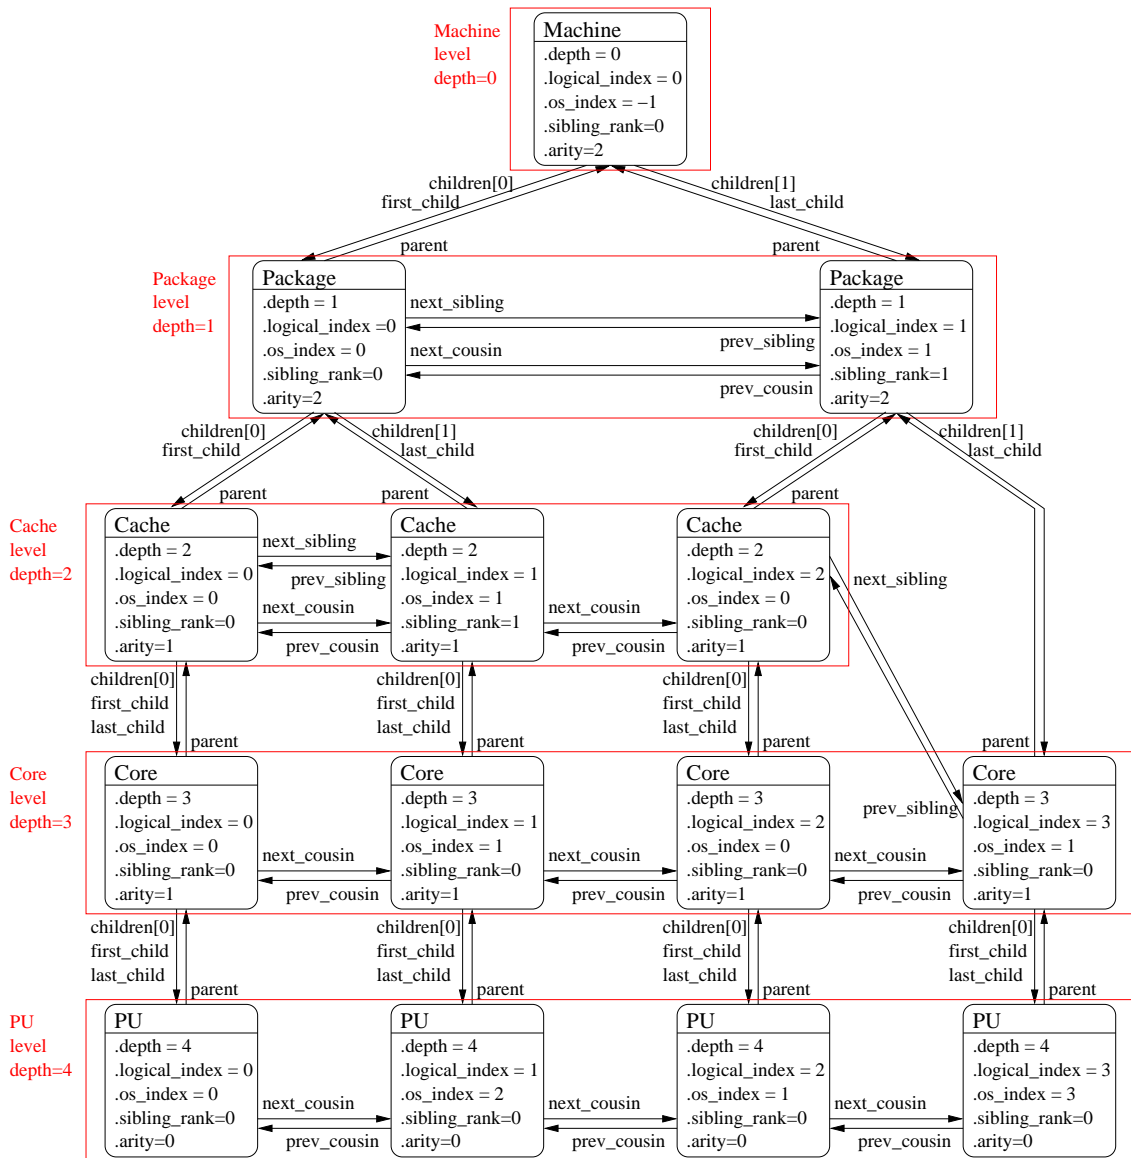 Machine
level
depth=0
Machine
.depth = 0
.logical_index = 0
.os_index = −1
.sibling_rank=0
.arity=2
children[0]
first_child
parent
children[1]
last_child
parent
Package
level
depth=1
Package
.depth = 1
.logical_index =0
.os_index = 0
.sibling_rank=0
.arity=2
next_sibling
prev_sibling
next_cousin
prev_cousin
Package
.depth = 1
.logical_index = 1
.os_index = 1
.sibling_rank=1
.arity=2
children[0]
first_child
parent
children[1]
last_child
parent
children[0]
first_child
parent
children[1]
last_child
Cache
level
depth=2
Cache
.depth = 2
.logical_index = 0
.os_index = 0
.sibling_rank=0
.arity=1
next_sibling
prev_sibling
next_cousin
prev_cousin
Cache
.depth = 2
.logical_index = 1
.os_index = 1
.sibling_rank=1
.arity=1
next_cousin
prev_cousin
Cache
.depth = 2
.logical_index = 2
.os_index = 0
.sibling_rank=0
.arity=1
next_sibling
prev_sibling
children[0]
first_child
last_child
parent
children[0]
first_child
last_child
parent
children[0]
first_child
last_child
parent
parent
Core
level
depth=3
Core
.depth = 3
.logical_index = 0
.os_index = 0
.sibling_rank=0
.arity=1
next_cousin
prev_cousin
Core
.depth = 3
.logical_index = 1
.os_index = 1
.sibling_rank=0
.arity=1
next_cousin
prev_cousin
Core
.depth = 3
.logical_index = 2
.os_index = 0
.sibling_rank=0
.arity=1
next_cousin
prev_cousin
Core
.depth = 3
.logical_index = 3
.os_index = 1
.sibling_rank=0
.arity=1
children[0]
first_child
last_child
parent
children[0]
first_child
last_child
parent
children[0]
first_child
last_child
parent
children[0]
first_child
last_child
parent
PU
level
depth=4
PU
.depth = 4
.logical_index = 0
.os_index = 0
.sibling_rank=0
.arity=0
next_cousin
prev_cousin
PU
.depth = 4
.logical_index = 1
.os_index = 2
.sibling_rank=0
.arity=0
next_cousin
prev_cousin
PU
.depth = 4
.logical_index = 2
.os_index = 1
.sibling_rank=0
.arity=0
next_cousin
prev_cousin
PU
.depth = 4
.logical_index = 3
.os_index = 3
.sibling_rank=0
.arity=0